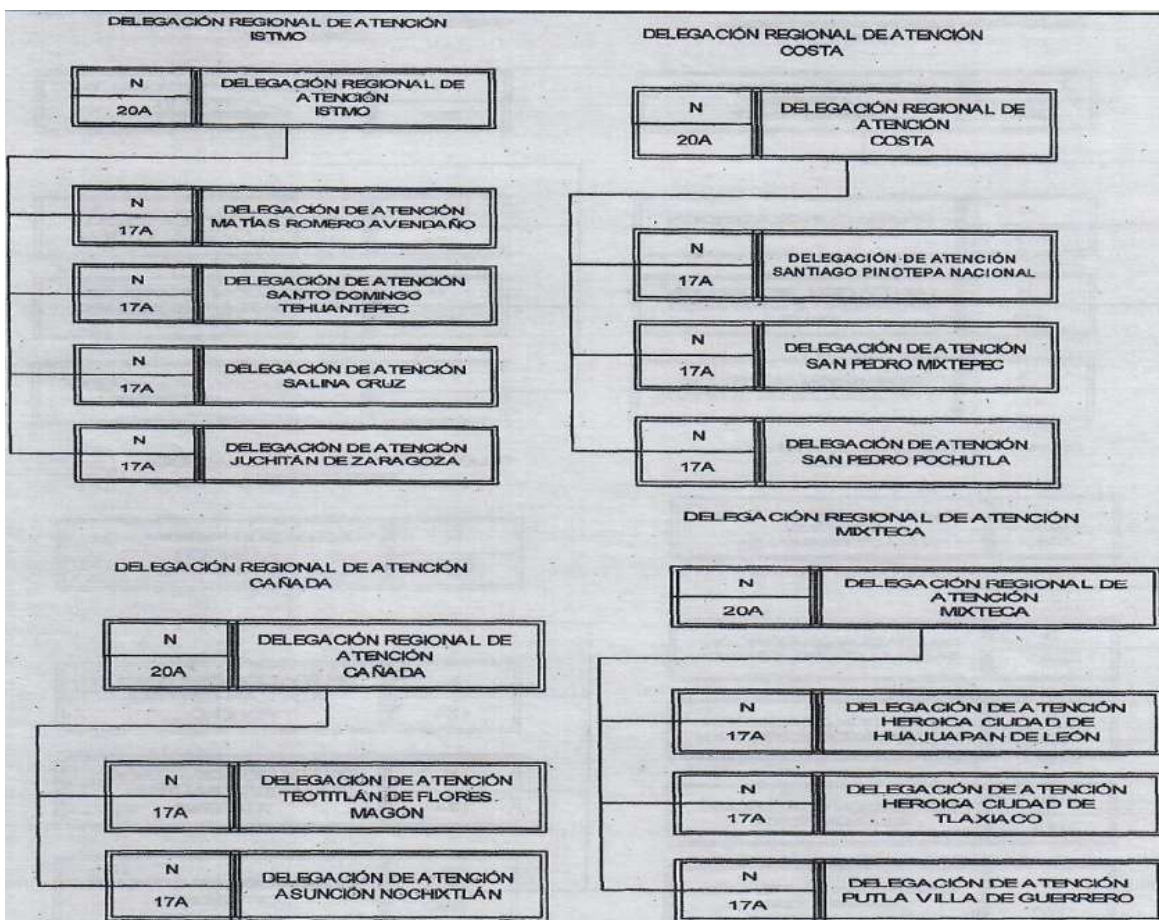 DELEGACIÓN REGIONAL DE ATENCIÓN
ISTMO
N
20A
DELEGACIÓN REGIONAL DE
ATENCIÓN
ISTMO
N
17A
DELEGACIÓN DE ATENCIÓN
MATÍAS ROMERO AVENDAÑO
N
17A
DELEGACIÓN DE ATENCIÓN
SANTO DOMINGO
TEHUANTEPEC
N
17A
DELEGACIÓN DE ATENCIÓN
SALINA CRUZ
N
17A
DELEGACIÓN DE ATENCIÓN
JUCHITÁN DE ZARAGOZA
DELEGACIÓN REGIONAL DE ATENCIÓN
COSTA
N
20A
DELEGACIÓN REGIONAL DE
ATENCIÓN
COSTA
N
17A
DELEGACIÓN DE ATENCIÓN
SANTIAGO PINOTEPA NACIONAL
N
17A
DELEGACIÓN DE ATENCIÓN
SAN PEDRO MIXTEPEC
N
17A
DELEGACIÓN DE ATENCIÓN
SAN PEDRO POCHUTLA
DELEGACIÓN REGIONAL DE ATENCIÓN
CAÑADA
N
20A
DELEGACIÓN REGIONAL DE
ATENCIÓN
CAÑADA
N
17A
DELEGACIÓN DE ATENCIÓN
TEOTITLÁN DE FLORES
MAGÓN
N
17A
DELEGACIÓN DE ATENCIÓN
ASUNCIÓN NOCHIXTLÁN
DELEGACIÓN REGIONAL DE ATENCIÓN
MIXTECA
N
20A
DELEGACIÓN REGIONAL DE
ATENCIÓN
MIXTECA
N
17A
DELEGACIÓN DE ATENCIÓN
HEROICA CIUDAD DE
HUAJUAPAN DE LEÓN
N
17A
DELEGACIÓN DE ATENCIÓN
HEROICA CIUDAD DE
TLAXIACO
N
17A
DELEGACIÓN DE ATENCIÓN
PUTLA VILLA DE GUERRERO